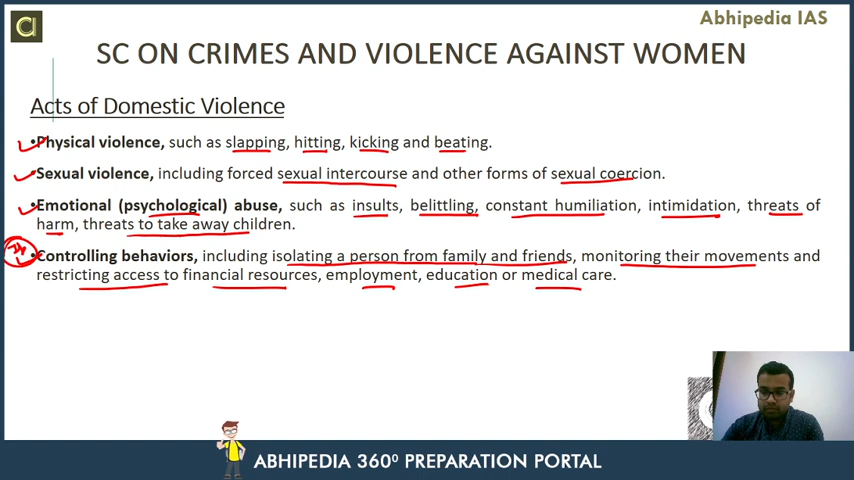 Abhipedia IAS
SC ON CRIMES AND VIOLENCE AGAINST WOMEN
Acts of Domestic Violence
•Physical violence, such as slapping, hitting, kicking and beating.
•Sexual violence, including forced sexual intercourse and other forms of sexual coercion.
•Emotional (psychological) abuse, such as insults, belittling, constant humiliation, intimidation, threats of
harm, threats to take away children.
•Controlling behaviors, including isolating a person from family and friends, monitoring their movements and
restricting access to financial resources, employment, education or medical care.
ABHIPEDIA 360⁰ PREPARATION PORTAL